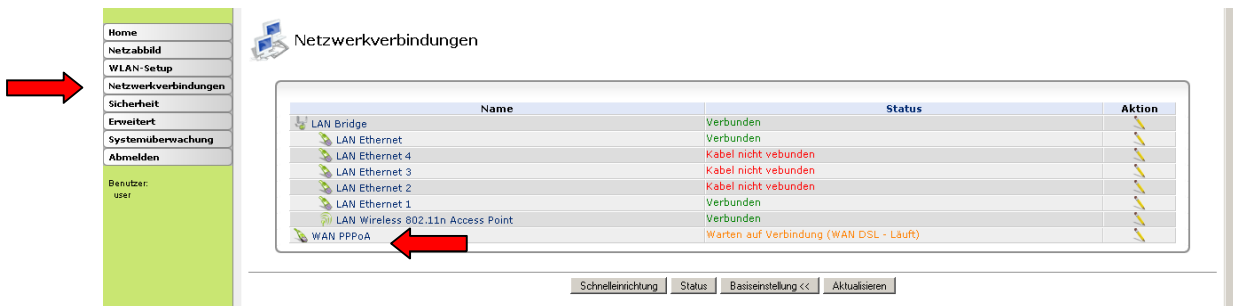 Home
Netzabbild
WLAN-Setup
Netzwerkverbindungen
Sicherheit
Erweitert
Systemüberwachung
Abmelden
Benutzer:
user
Netzwerkverbindungen
Name Status Aktion
LAN Bridge Verbunden
LAN Ethernet Verbunden
LAN Ethernet 4 Kabel nicht vebunden
LAN Ethernet 3 Kabel nicht vebunden
LAN Ethernet 2 Kabel nicht vebunden
LAN Ethernet 1 Verbunden
LAN Wireless 802.11n Access Point Verbunden
WAN PPPoA Warten auf Verbindung (WAN DSL - Läuft)
Schnelleinrichtung Status Basiseinstellung << Aktualisieren